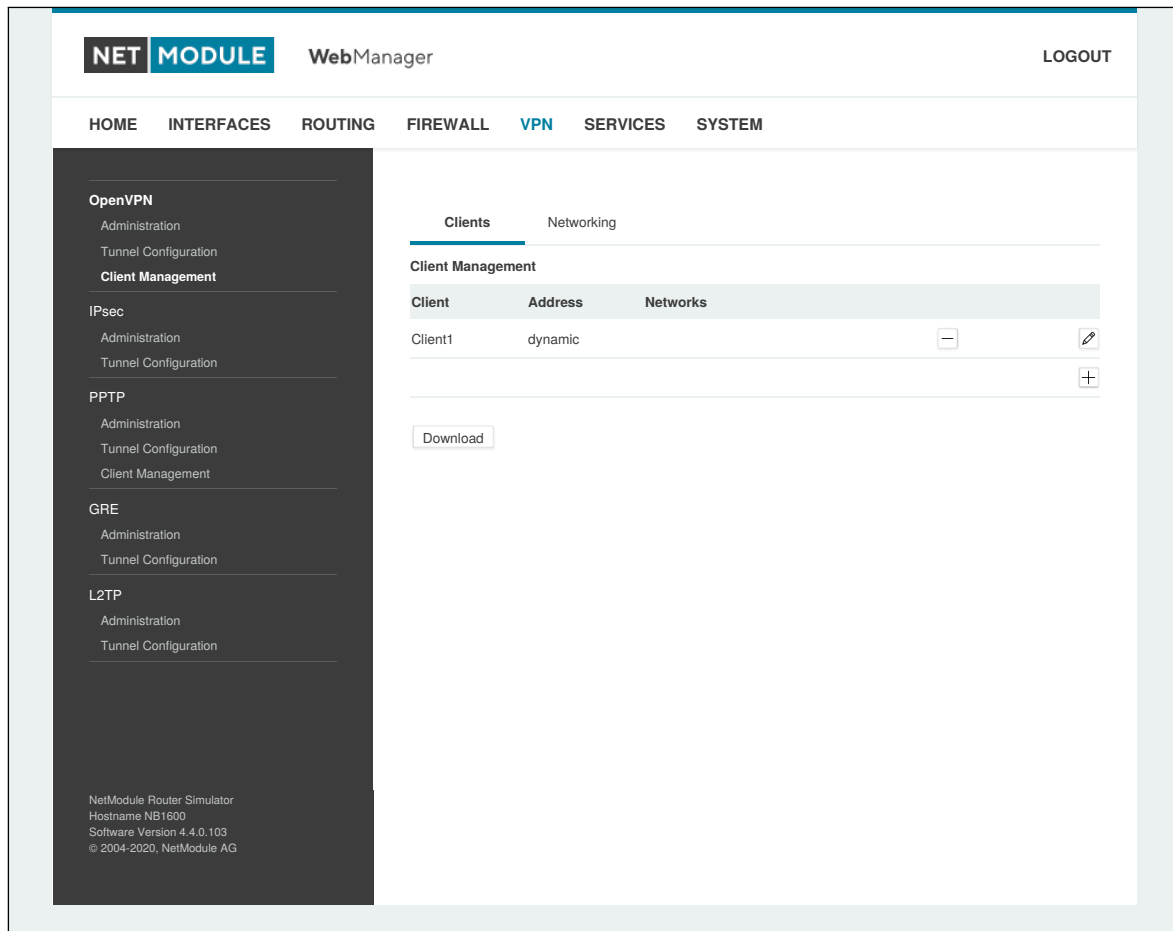 NET MODULE WebManager LOGOUT
HOME INTERFACES ROUTING FIREWALL VPN SERVICES SYSTEM
OpenVPN
Administration
Tunnel Configuration
Client Management
IPsec
Administration
Tunnel Configuration
PPTP
Administration
Tunnel Configuration
Client Management
GRE
Administration
Tunnel Configuration
L2TP
Administration
Tunnel Configuration
NetModule Router Simulator
Hostname NB1600
Software Version 4.4.0.103
© 2004-2020, NetModule AG
Clients Networking
Client Management
Client Address Networks
Client1 dynamic
Download